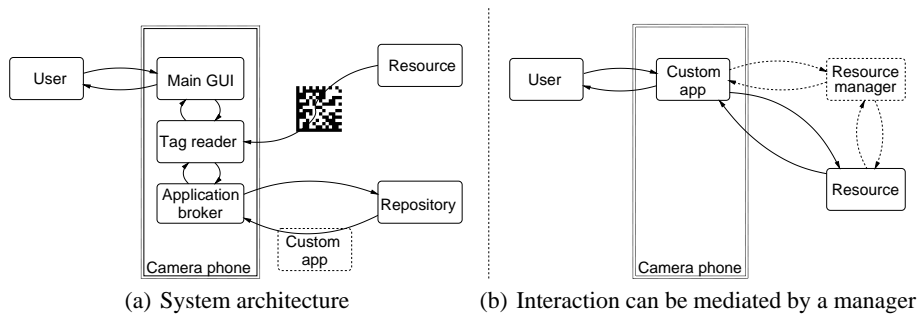 User
Main GUI
Resource
Tag reader
Application
broker
Repository
Custom
app
Camera phone
(a) System architecture
User
Custom
app
Resource
manager
Resource
Camera phone
(b) Interaction can be mediated by a manager